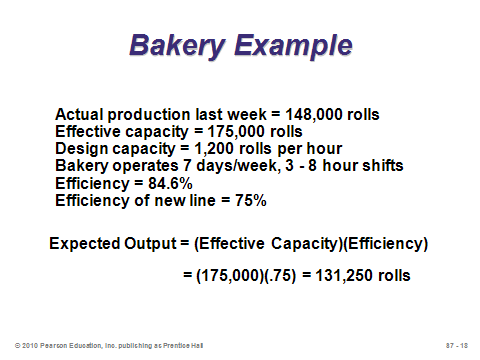 Bakery Example
Actual production last week = 148,000 rolls
Effective capacity = 175,000 rolls
Design capacity = 1,200 rolls per hour
Bakery operates 7 days/week, 3 - 8 hour shifts
Efficiency = 84.6%
Efficiency of new line = 75%
Expected Output = (Effective Capacity)(Efficiency)
= (175,000)(.75) = 131,250 rolls
© 2010 Pearson Education, Inc. publishing as Prentice Hall
S7 - 18